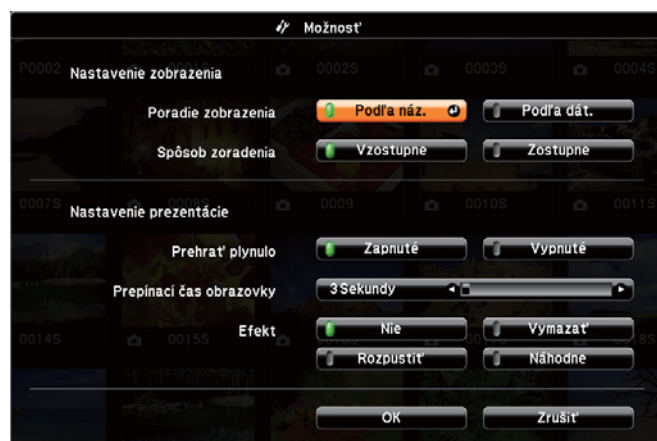 Možnosť
P0002 0002S 0003S 0004S
Nastavenie zobrazenia
Poradie zobrazenia Podľa náz. Podľa dát.
Spôsob zoradenia Vzostupne Zostupne
0007S 0008S 0009 0010S 0011S
Nastavenie prezentácie
Prehrať plynulo Zapnuté Vypnuté
Prepínací čas obrazovky 3Sekundy
Efekt Nie Vymazať
0014S 0015S
Rozpustiť Náhodne
OK Zrušiť